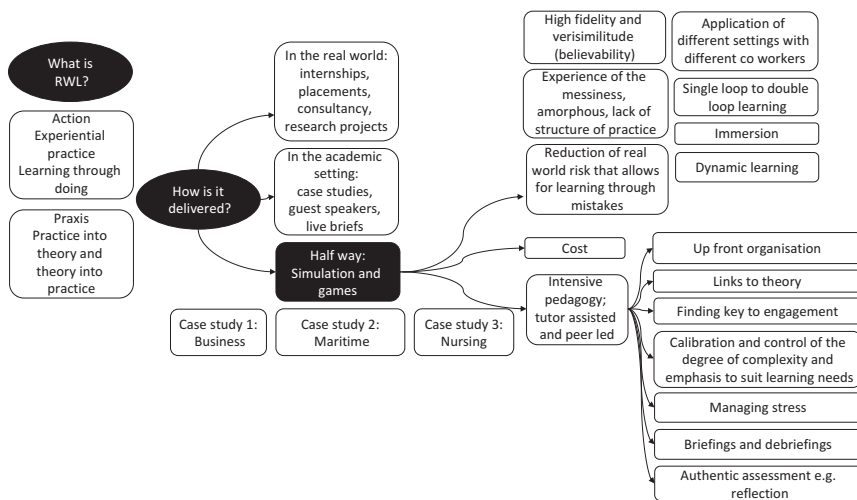 What is
RWL?
Action
Experiential
practice
Learning through
doing
Praxis
Practice into
theory and
theory into
practice
How is it
delivered?
In the real world:
internships,
placements,
consultancy,
research projects
In the academic
setting:
case studies,
guest speakers,
live briefs
Half way:
Simulation and
games
Case study 1:
Business
Case study 2:
Maritime
Case study 3:
Nursing
High fidelity and
verisimilitude
(believability)
Experience of the
messiness,
amorphous, lack of
structure of practice
Reduction of real
world risk that allows
for learning through
mistakes
Application of
different settings with
different co workers
Single loop to double
loop learning
Immersion
Dynamic learning
Cost
Intensive
pedagogy;
tutor assisted
and peer led
Up front organisation
Links to theory
Finding key to engagement
Calibration and control of the
degree of complexity and
emphasis to suit learning needs
Managing stress
Briefings and debriefings
Authentic assessment e.g.
reflection